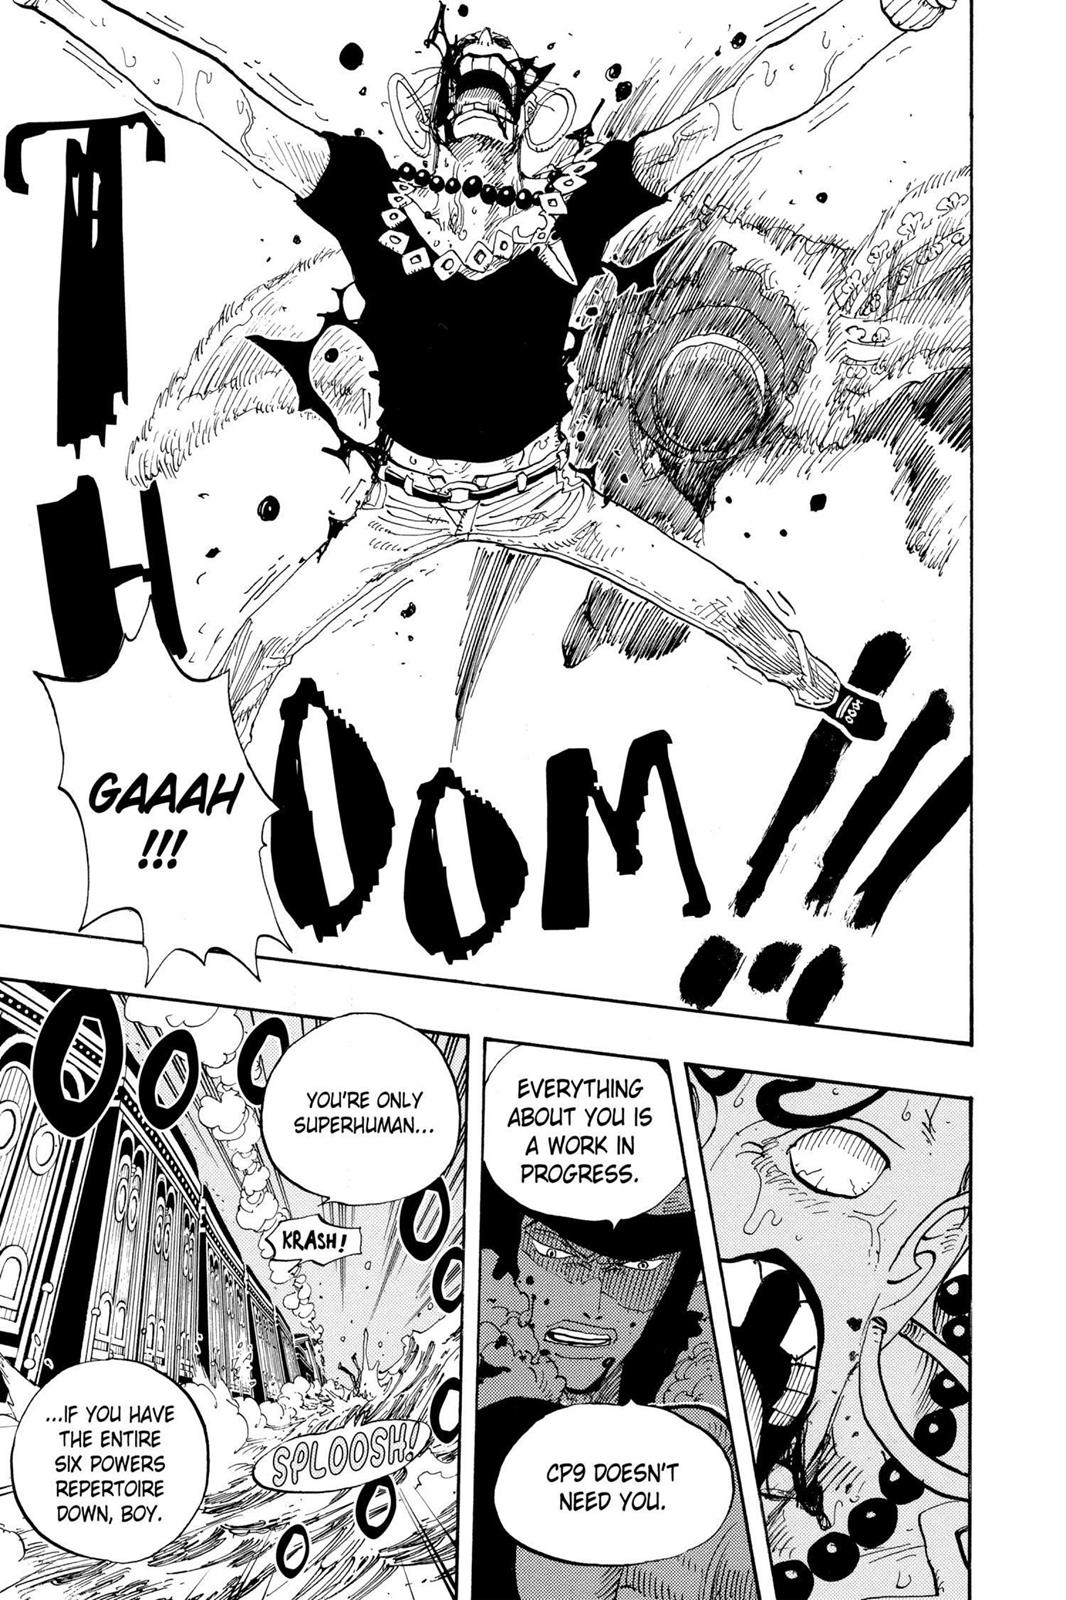 THOOM!!!
GAAAH
!!!
EVERYTHING
ABOUT YOU IS
A WORK IN
PROGRESS.
CP9 DOESN'T
NEED YOU.
YOU'RE ONLY
SUPERHUMAN...
KRASH!
OOOOOOOOO
SPLOOSH!
...IF YOU HAVE
THE ENTIRE
SIX POWERS
REPERTOIRE
DOWN, BOY.